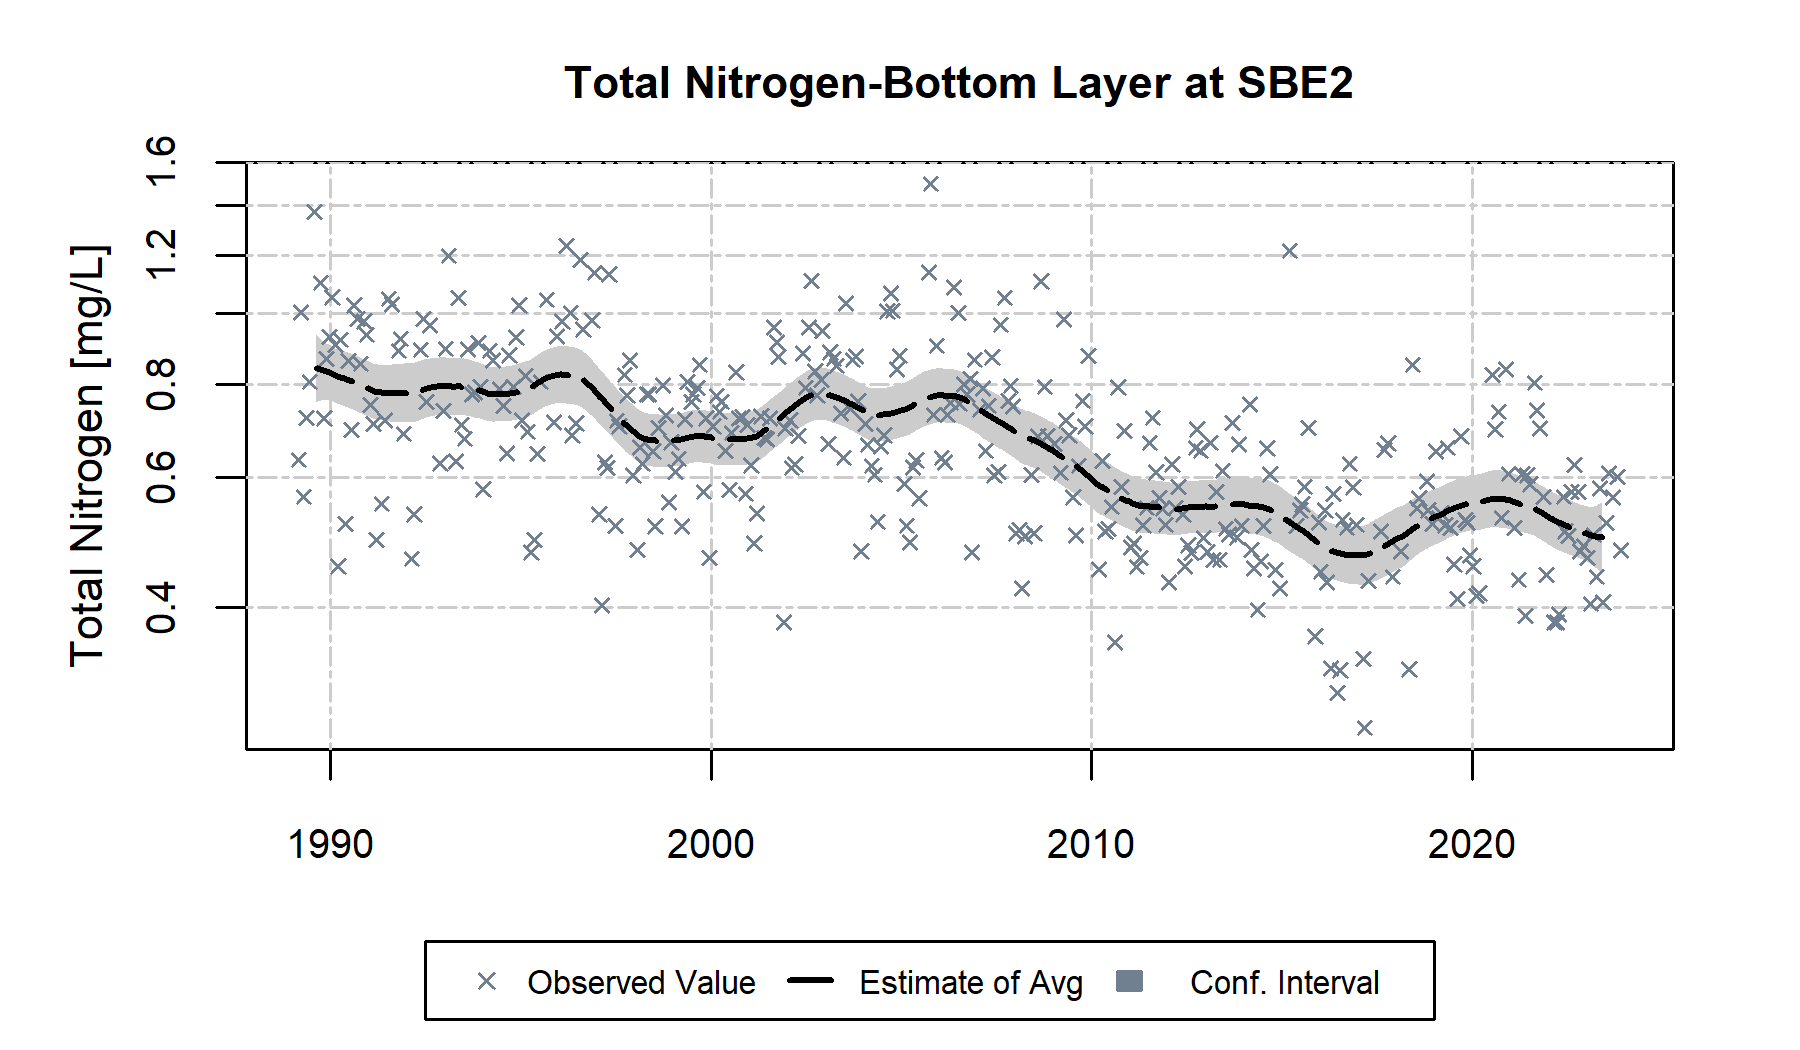 Total Nitrogen-Bottom Layer at SBE2
Total Nitrogen [mg/L]
1.6
1.2
0.8
0.6
0.4
1990 2000 2010 2020
Observed Value Estimate of Avg Conf. Interval